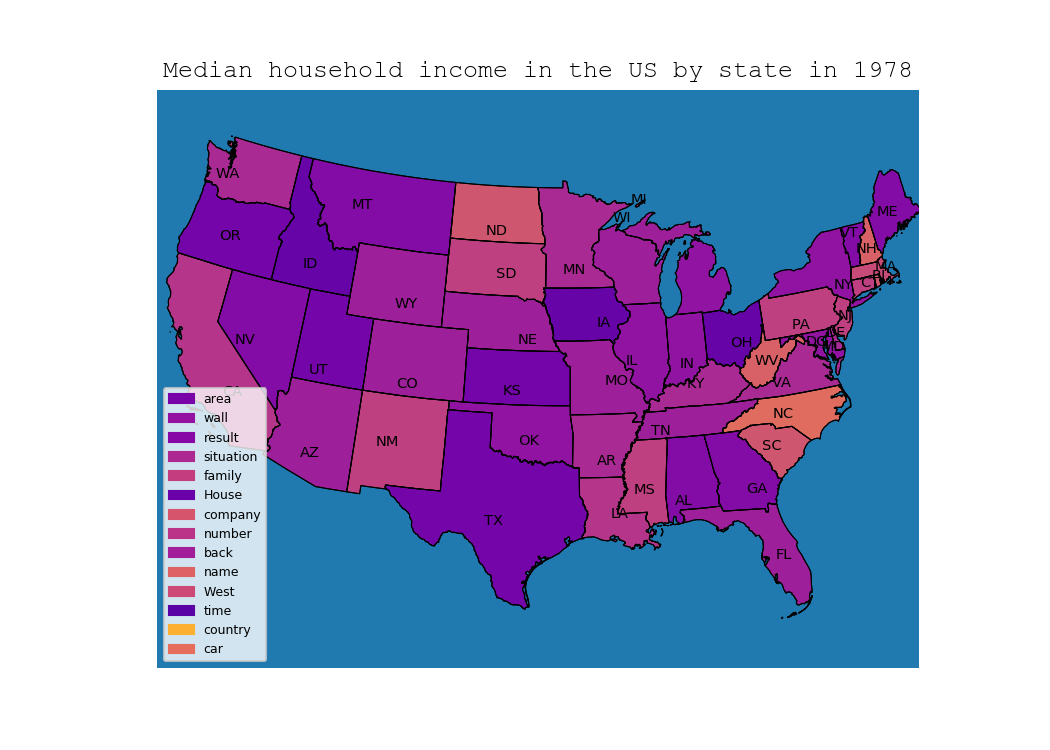 Median household income in the US by state in 1978
WA
MT
ND
MN
WI
MI
ME
VT
NH
OR
ID
SD
WY
NE
IA
NY
MA
RI
CT
NJ
PA
OH
DE
DC
MD
NV
UT
CO
KS
MO
IL
IN
WV
VA
KY
CA
AZ
NM
OK
AR
TN
NC
SC
TX
LA
MS
AL
GA
FL
area
wall
result
situation
family
House
company
number
back
name
West
time
country
car